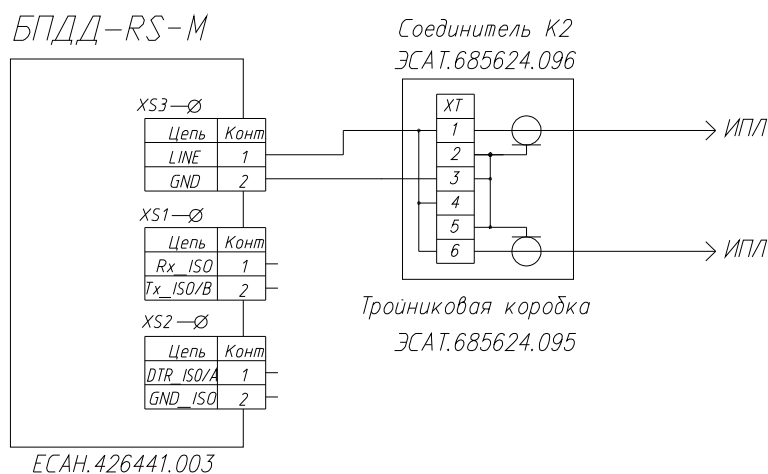 БПДД-RS-M
Соединитель К2
ЭСАТ.685624.096
XS3
Цепь Конт
LINE 1
GND 2
XS1
Цепь Конт
Rx_ISO 1
Tx_ISO/B 2
XS2
Цепь Конт
DTR_ISO/A 1
GND_ISO 2
ЕСАН.426441.003
XT
1
2
3
4
5
6
ИПЛ
ИПЛ
Тройниковая коробка
ЭСАТ.685624.095